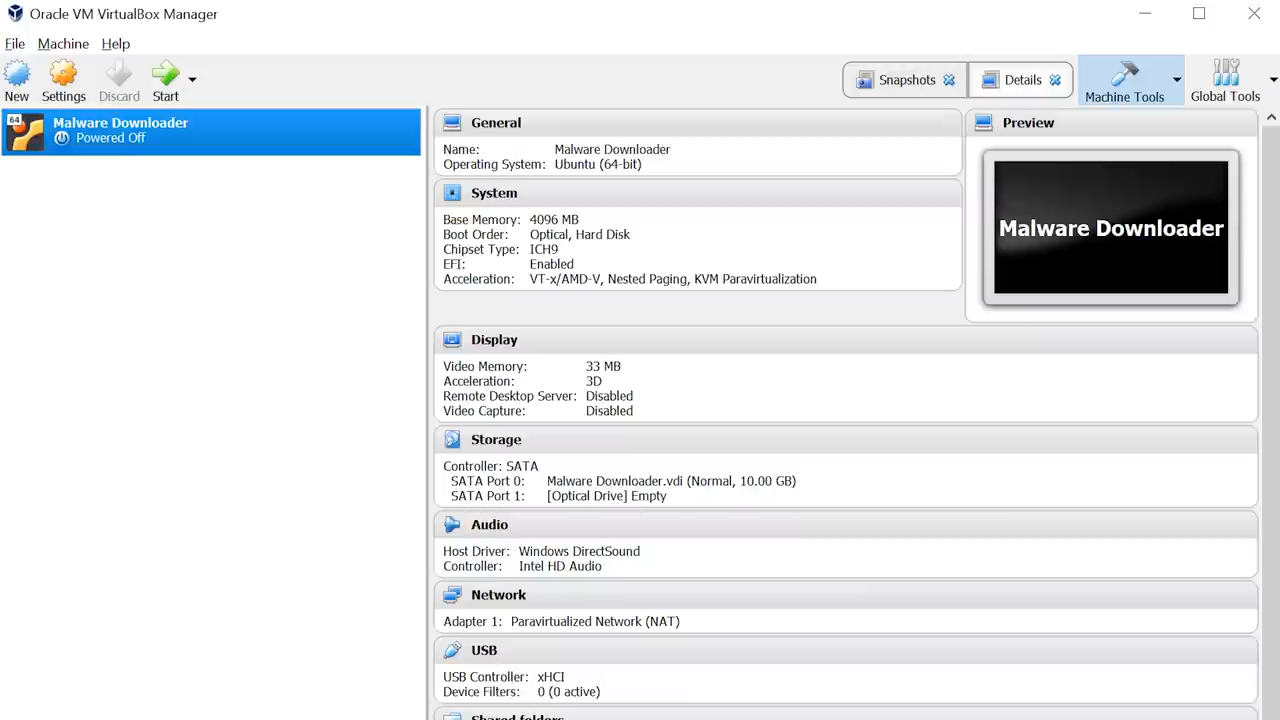 Oracle VM VirtualBox Manager
File Machine Help
New Settings Discard Start
Snapshots Details Machine Tools Global Tools
64
Malware Downloader
Powered Off
General
Name: Malware Downloader
Operating System: Ubuntu (64-bit)
System
Base Memory: 4096 MB
Boot Order: Optical, Hard Disk
Chipset Type: ICH9
EFI: Enabled
Acceleration: VT-x/AMD-V, Nested Paging, KVM Paravirtualization
Preview
Malware Downloader
Display
Video Memory: 33 MB
Acceleration: 3D
Remote Desktop Server: Disabled
Video Capture: Disabled
Storage
Controller: SATA
SATA Port 0: Malware Downloader.vdi (Normal, 10.00 GB)
SATA Port 1: [Optical Drive] Empty
Audio
Host Driver: Windows DirectSound
Controller: Intel HD Audio
Network
Adapter 1: Paravirtualized Network (NAT)
USB
USB Controller: xHCI
Device Filters: 0 (0 active)
Shared folders